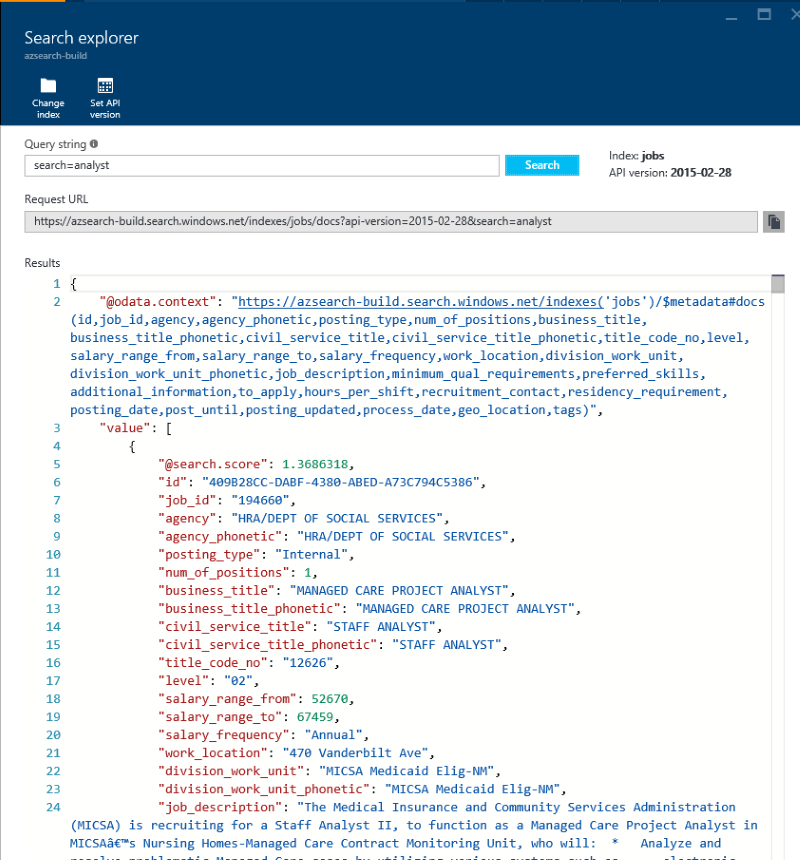 Search explorer
azsearch-build
Change index
Set API version
Query string
search=analyst
Search
Index: jobs
API version: 2015-02-28
Request URL
https://azsearch-build.search.windows.net/indexes/jobs/docs?api-version=2015-02-28&search=analyst
Results
1 {
2 "@odata.context": "https://azsearch-build.search.windows.net/indexes('jobs')/$metadata#docs
(id,job_id,agency,agency_phonetic,posting_type,num_of_positions,business_title,
business_title_phonetic,civil_service_title,civil_service_title_phonetic,title_code_no,level,
salary_range_from,salary_range_to,salary_frequency,work_location,division_work_unit,
division_work_unit_phonetic,job_description,minimum_qual_requirements,preferred_skills,
additional_information,to_apply,hours_per_shift,recruitment_contact,residency_requirement,
posting_date,post_until,posting_updated,process_date,geo_location,tags)",
3 "value": [
4 {
5 "@search.score": 1.3686318,
6 "id": "409B28CC-DABF-4380-ABED-A73C794C5386",
7 "job_id": "194660",
8 "agency": "HRA/DEPT OF SOCIAL SERVICES",
9 "agency_phonetic": "HRA/DEPT OF SOCIAL SERVICES",
10 "posting_type": "Internal",
11 "num_of_positions": 1,
12 "business_title": "MANAGED CARE PROJECT ANALYST",
13 "business_title_phonetic": "MANAGED CARE PROJECT ANALYST",
14 "civil_service_title": "STAFF ANALYST",
15 "civil_service_title_phonetic": "STAFF ANALYST",
16 "title_code_no": "12626",
17 "level": "02",
18 "salary_range_from": 52670,
19 "salary_range_to": 67459,
20 "salary_frequency": "Annual",
21 "work_location": "470 Vanderbilt Ave",
22 "division_work_unit": "MICSA Medicaid Elig-NM",
23 "division_work_unit_phonetic": "MICSA Medicaid Elig-NM",
24 "job_description": "The Medical Insurance and Community Services Administration
(MICSA) is recruiting for a Staff Analyst II, to function as a Managed Care Project Analyst in
MICSAâ€™s Nursing Homes-Managed Care Contract Monitoring Unit, who will: * Analyze and